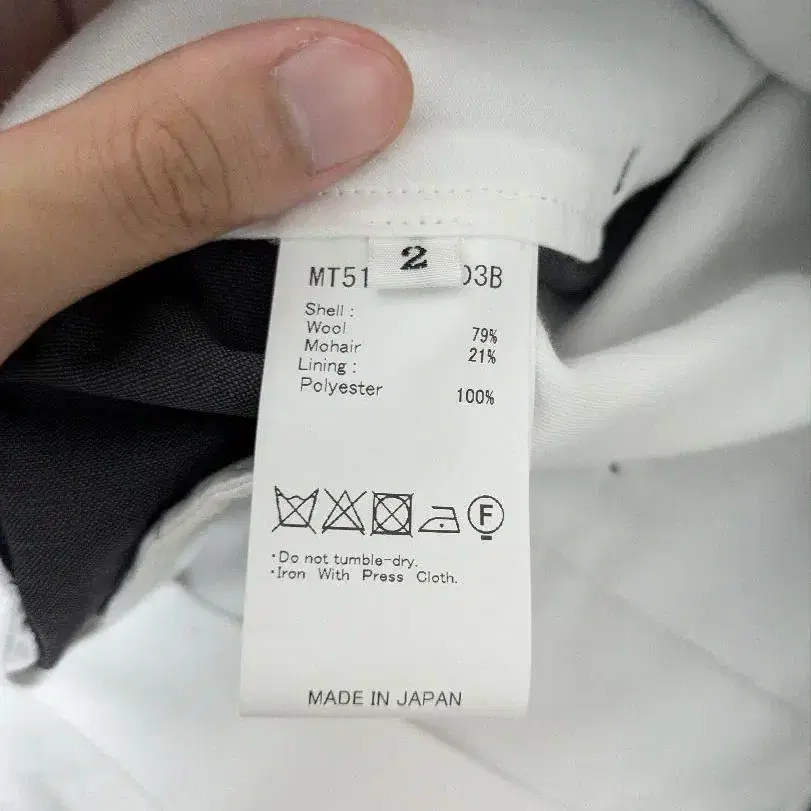 2
MT51 D3B
Shell :
Wool 79%
Mohair 21%
Lining :
Polyester 100%
F
·Do not tumble-dry.
·Iron With Press Cloth.
MADE IN JAPAN